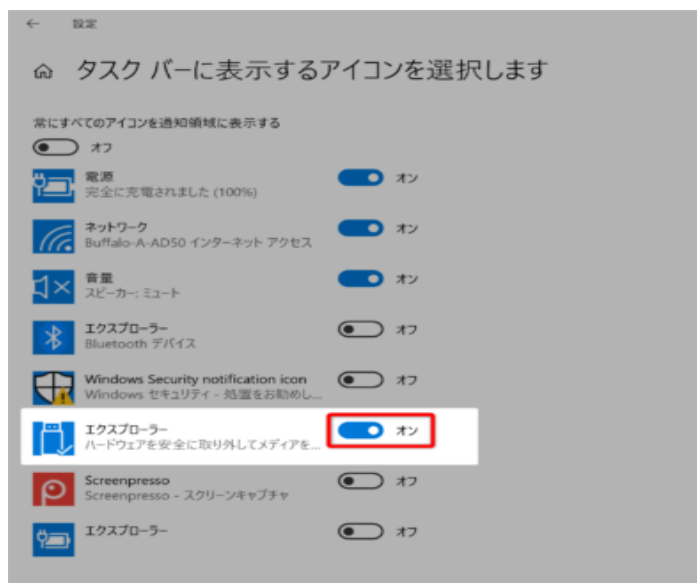 設定
タスク バーに表示するアイコンを選択します
常にすべてのアイコンを通知領域に表示する
オフ
電源
完全に充電されました (100%)
オン
ネットワーク
Buffalo-A-AD50 インターネット アクセス
オン
音量
スピーカー: ミュート
オン
エクスプローラー
Bluetooth デバイス
オフ
Windows Security notification icon
Windows セキュリティ - 処置をお勧めし...
オフ
エクスプローラー
ハードウェアを安全に取り外してメディアを...
オン
Screenpresso
Screenpresso - スクリーンキャプチャ
オフ
エクスプローラー
オフ